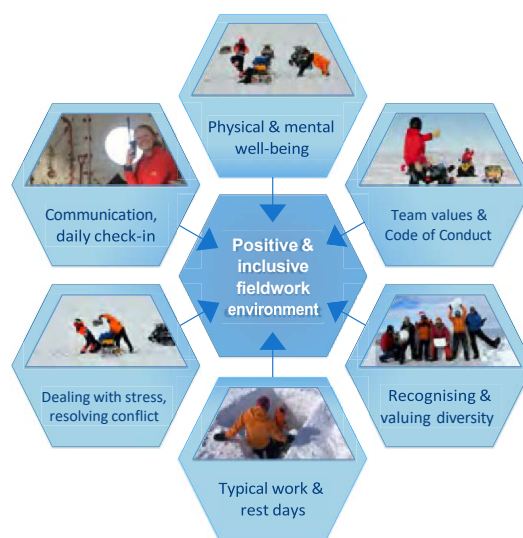 Physical & mental
well-being
Communication,
daily check-in
Team values &
Code of Conduct
Positive &
inclusive
fieldwork
environment
Dealing with stress,
resolving conflict
Recognising &
valuing diversity
Typical work &
rest days